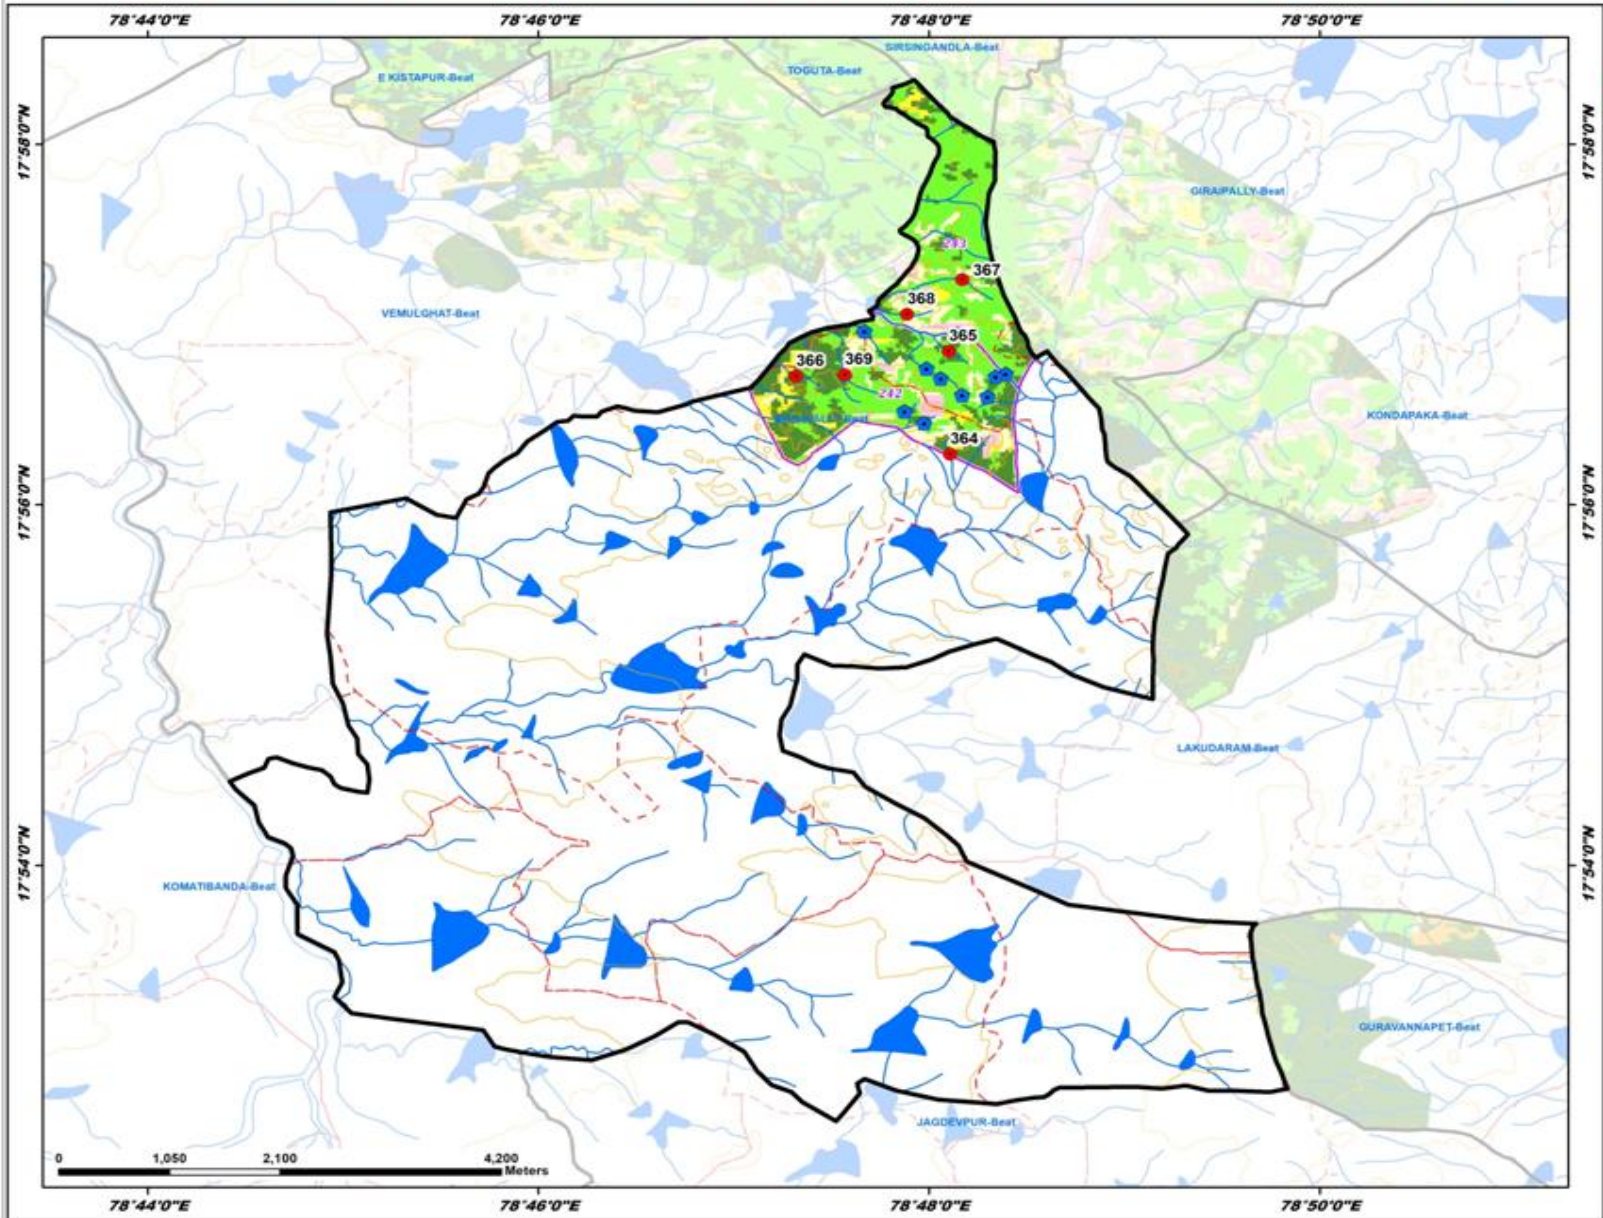 78°44'0"E 78°46'0"E 78°48'0"E 78°50'0"E
SIRSINGANDLA-Beat
TOGUTA-Beat
E KISTAPUR-Beat
17°58'0"N 17°58'0"N
GIRAIPALLY-Beat
243
367
368
VEMULGHAT-Beat
365
366 369
242
KONDAPAKA-Beat
364
17°56'0"N 17°56'0"N
LAKUDARAM-Beat
17°54'0"N 17°54'0"N
KOMATIBANDA-Beat
GURAVANNAPET-Beat
JAGDEVPUR-Beat
0 1,050 2,100 4,200
Meters
78°44'0"E 78°46'0"E 78°48'0"E 78°50'0"E